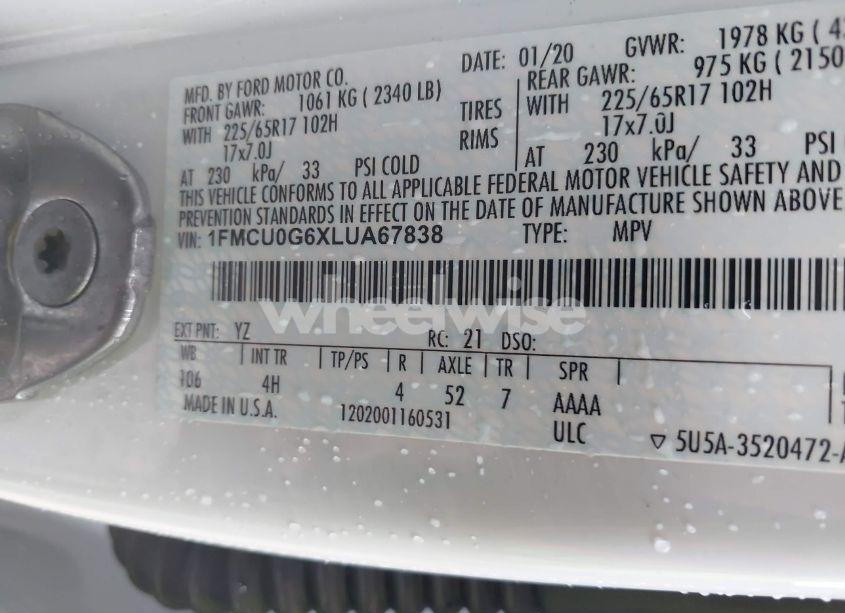 MFD. BY FORD MOTOR CO.
DATE: 01/20 GVWR: 1978 KG
FRONT GAWR: 1061 KG ( 2340 LB)
REAR GAWR: 975 KG ( 2150
WITH 225/65R17 102H TIRES WITH 225/65R17 102H
17x7.0J RIMS 17x7.0J
AT 230 kPa/ 33 PSI COLD AT 230 kPa/ 33 PSI
THIS VEHICLE CONFORMS TO ALL APPLICABLE FEDERAL MOTOR VEHICLE SAFETY AND
PREVENTION STANDARDS IN EFFECT ON THE DATE OF MANUFACTURE SHOWN ABOVE
VIN: 1FMCU0G6XLUA67838 TYPE: MPV
wheelwise
EXT PNT: YZ RC: 21 DSO:
WB INT TR TP/PS R AXLE TR SPR
106 4H 4 52 7 AAAA
MADE IN U.S.A. 1202001160531 ULC
▽ 5U5A-3520472-A